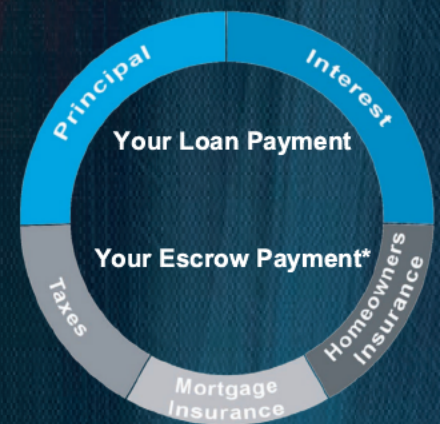 Principal
Interest
Your Loan Payment
Your Escrow Payment*
Taxes
Mortgage
Insurance
Homeowners
Insurance